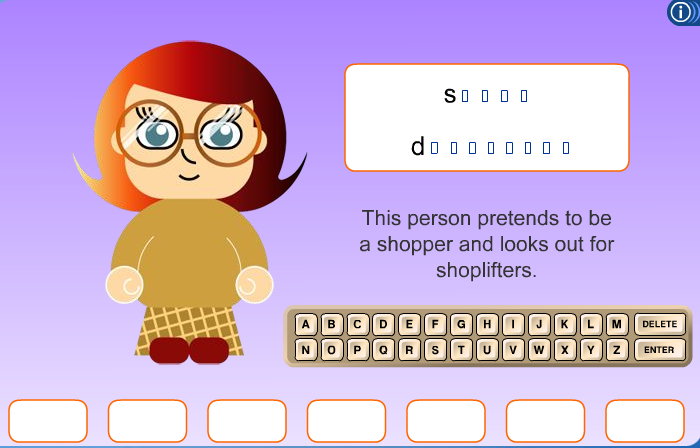 i
s▯ ▯ ▯ ▯
d▯ ▯ ▯ ▯ ▯ ▯ ▯ ▯
This person pretends to be
a shopper and looks out for
shoplifters.
A B C D E F G H I J K L M DELETE
N O P Q R S T U V W X Y Z ENTER